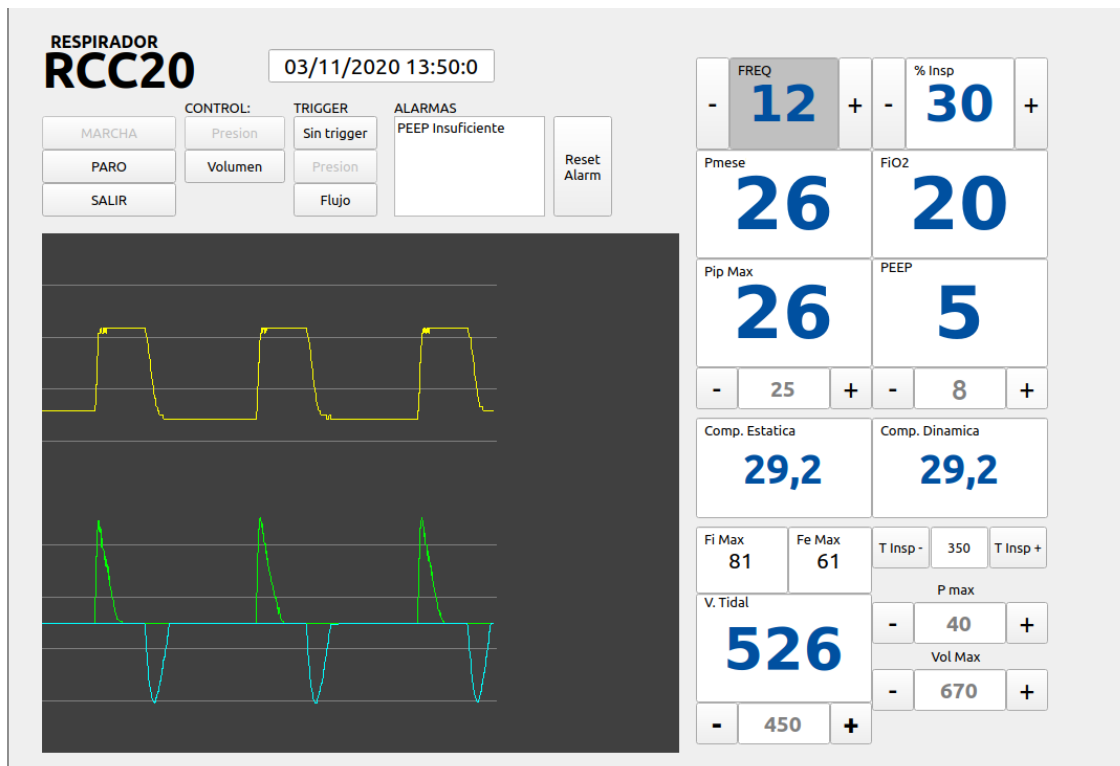 RESPIRADOR
RCC20
03/11/2020 13:50:0
CONTROL:
TRIGGER
ALARMAS
MARCHA
Presion
Sin trigger
PEEP Insuficiente
PARO
Volumen
Presion
Reset
Alarm
SALIR
Flujo
FREQ
- 12 +
% Insp
- 30 +
Pmese
26
FiO2
20
Pip Max
26
PEEP
5
- 25 +
- 8 +
Comp. Estatica
29,2
Comp. Dinamica
29,2
Fi Max
81
Fe Max
61
T Insp - 350 T Insp +
P max
- 40 +
V. Tidal
526
Vol Max
- 670 +
- 450 +